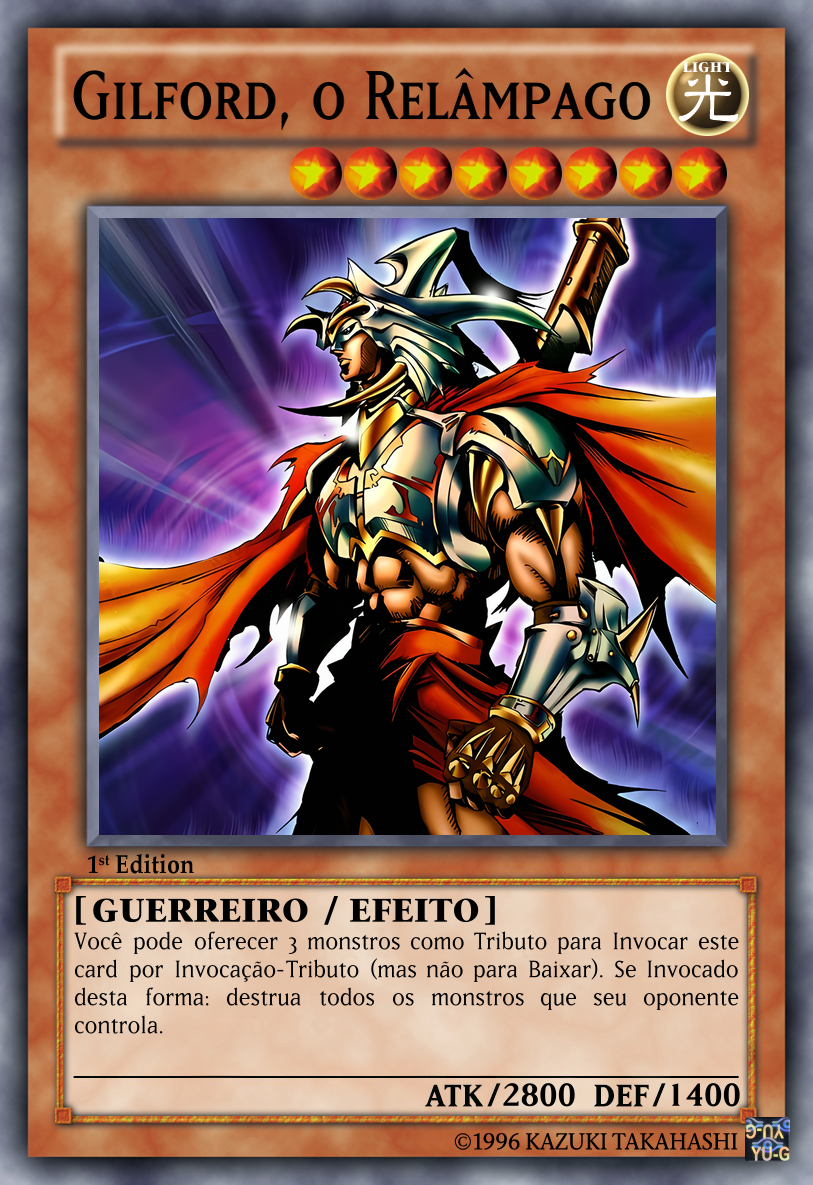 Gilford, o Relâmpago
LIGHT
光
1st Edition
[GUERREIRO / EFEITO]
Você pode oferecer 3 monstros como Tributo para Invocar este
card por Invocação-Tributo (mas não para Baixar). Se Invocado
desta forma: destrua todos os monstros que seu oponente
controla.
ATK/2800 DEF/1400
©1996 KAZUKI TAKAHASHI
YU-G
YU-G